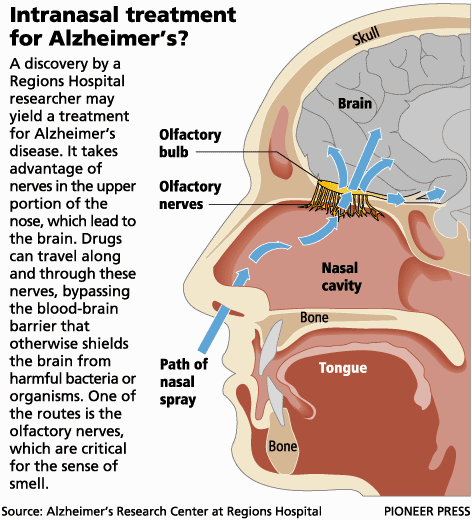 Intranasal treatment
for Alzheimer's?
A discovery by a
Regions Hospital
researcher may
yield a treatment
for Alzheimer's
disease. It takes
advantage of
nerves in the upper
portion of the
nose, which lead to
the brain. Drugs
can travel along
and through these
nerves, bypassing
the blood-brain
barrier that
otherwise shields
the brain from
harmful bacteria or
organisms. One of
the routes is the
olfactory nerves,
which are critical
for the sense of
smell.
Skull
Brain
Olfactory
bulb
Olfactory
nerves
Nasal
cavity
Bone
Path of
nasal
spray
Tongue
Bone
Source: Alzheimer's Research Center at Regions Hospital
PIONEER PRESS